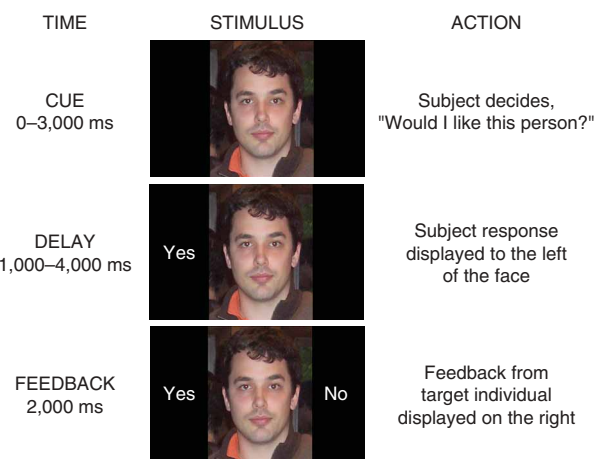 TIME
STIMULUS
ACTION
CUE
0–3,000 ms
Subject decides,
"Would I like this person?"
DELAY
1,000–4,000 ms
Yes
Subject response
displayed to the left
of the face
FEEDBACK
2,000 ms
Yes
No
Feedback from
target individual
displayed on the right